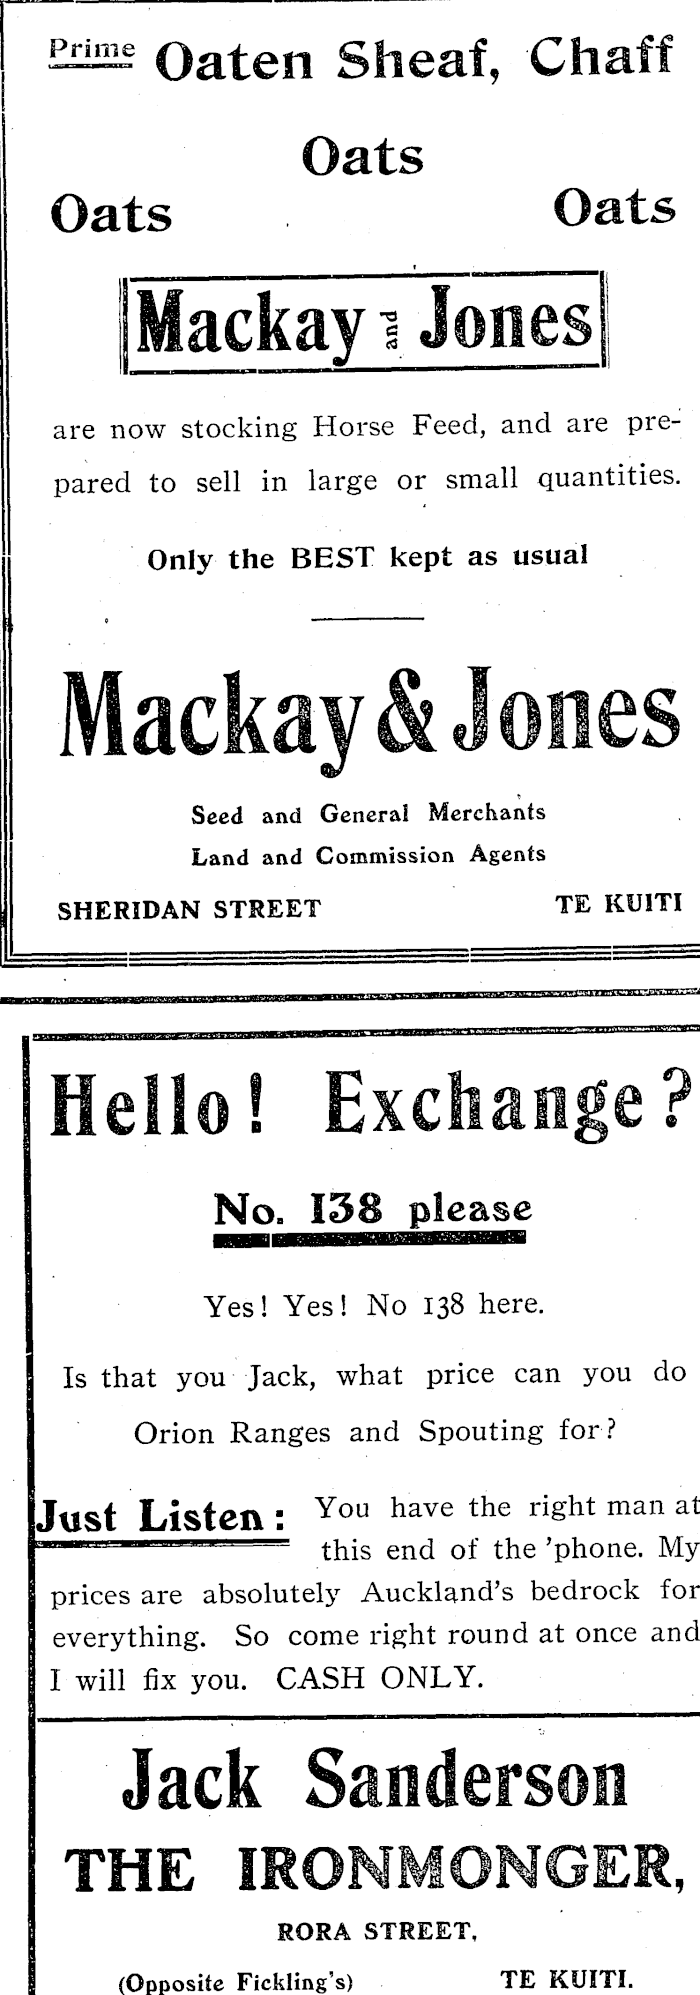 Prime Oaten Sheaf, Chaff
Oats
Oats Oats
Mackay and Jones
are now stocking Horse Feed, and are pre-
pared to sell in large or small quantities.
Only the BEST kept as usual
Mackay & Jones
Seed and General Merchants
Land and Commission Agents
SHERIDAN STREET TE KUITI
Hello! Exchange?
No. 138 please
Yes! Yes! No 138 here.
Is that you Jack, what price can you do
Orion Ranges and Spouting for?
Just Listen: You have the right man at
this end of the 'phone. My
prices are absolutely Auckland's bedrock for
everything. So come right round at once and
I will fix you. CASH ONLY.
Jack Sanderson
THE IRONMONGER,
RORA STREET,
(Opposite Fickling's) TE KUITI.